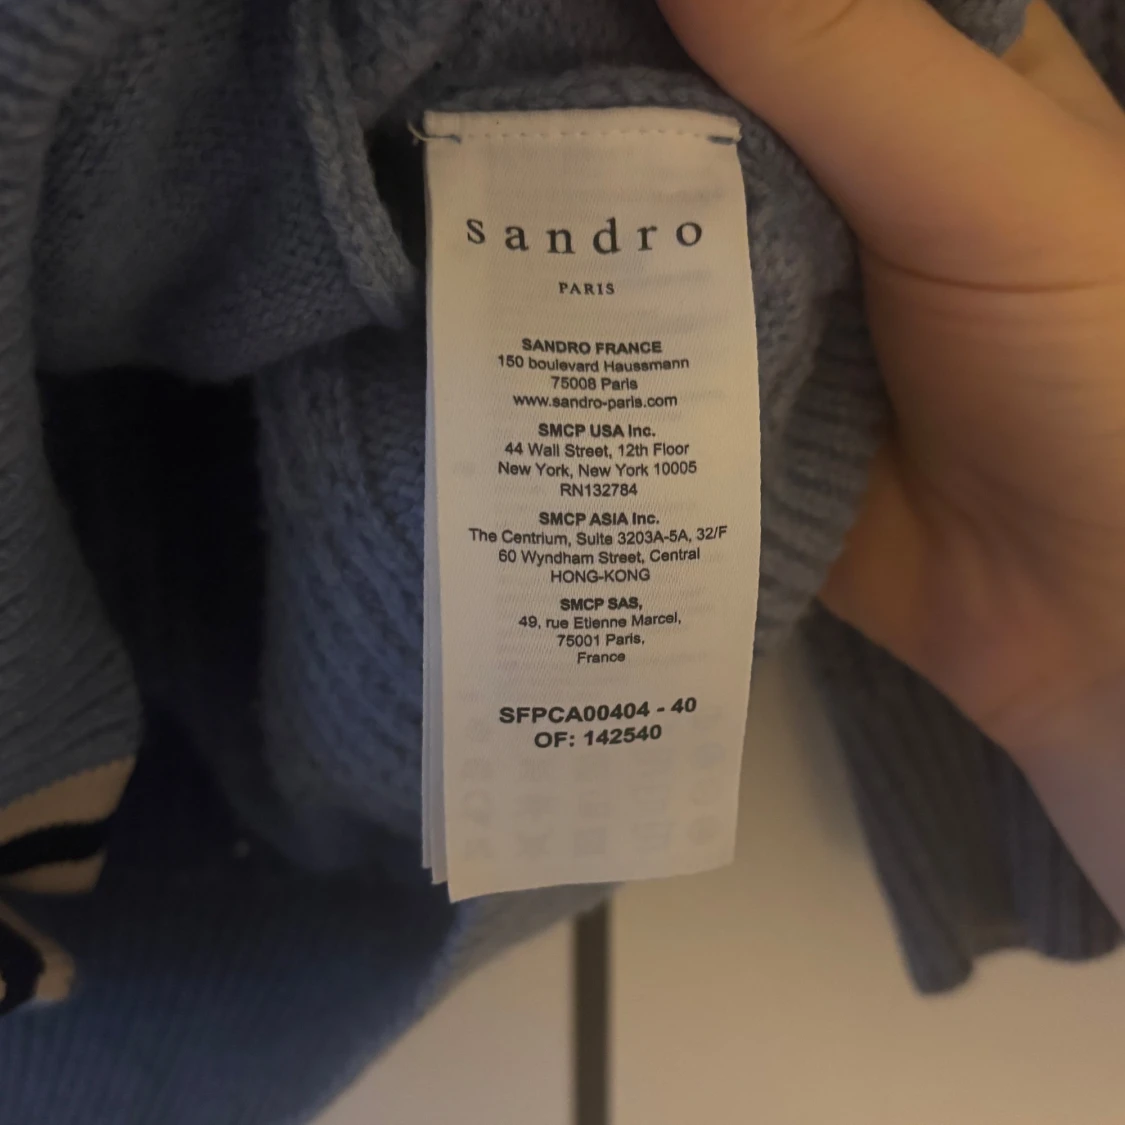 sandro
PARIS
SANDRO FRANCE
150 boulevard Haussmann
75008 Paris
www.sandro-paris.com
SMCP USA Inc.
44 Wall Street, 12th Floor
New York, New York 10005
RN132784
SMCP ASIA Inc.
The Centrium, Suite 3203A-5A, 32/F
60 Wyndham Street, Central
HONG-KONG
SMCP SAS,
49, rue Etienne Marcel,
75001 Paris,
France
SFPCA00404 - 40
OF: 142540